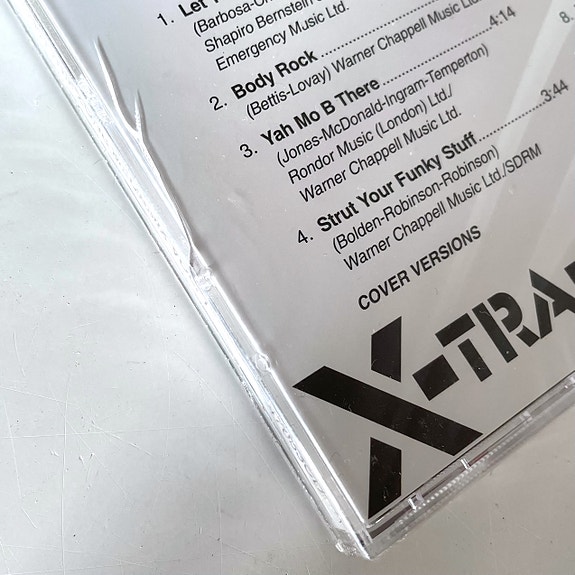 1. Let
(Barbosa-
Shapiro Bernstein
Emergency Music Ltd.
2. Body Rock ........................ 4:14
(Bettis-Lovay) Warner Chappell Music Ltd.
3. Yah Mo B There ........................
(Jones-McDonald-Ingram-Temperton)
Rondor Music (London) Ltd./
Warner Chappell Music Ltd.
4. Strut Your Funky Stuff ............ 3:44
(Bolden-Robinson-Robinson)
Warner Chappell Music Ltd./SDRM
8.
COVER VERSIONS
X-TRA